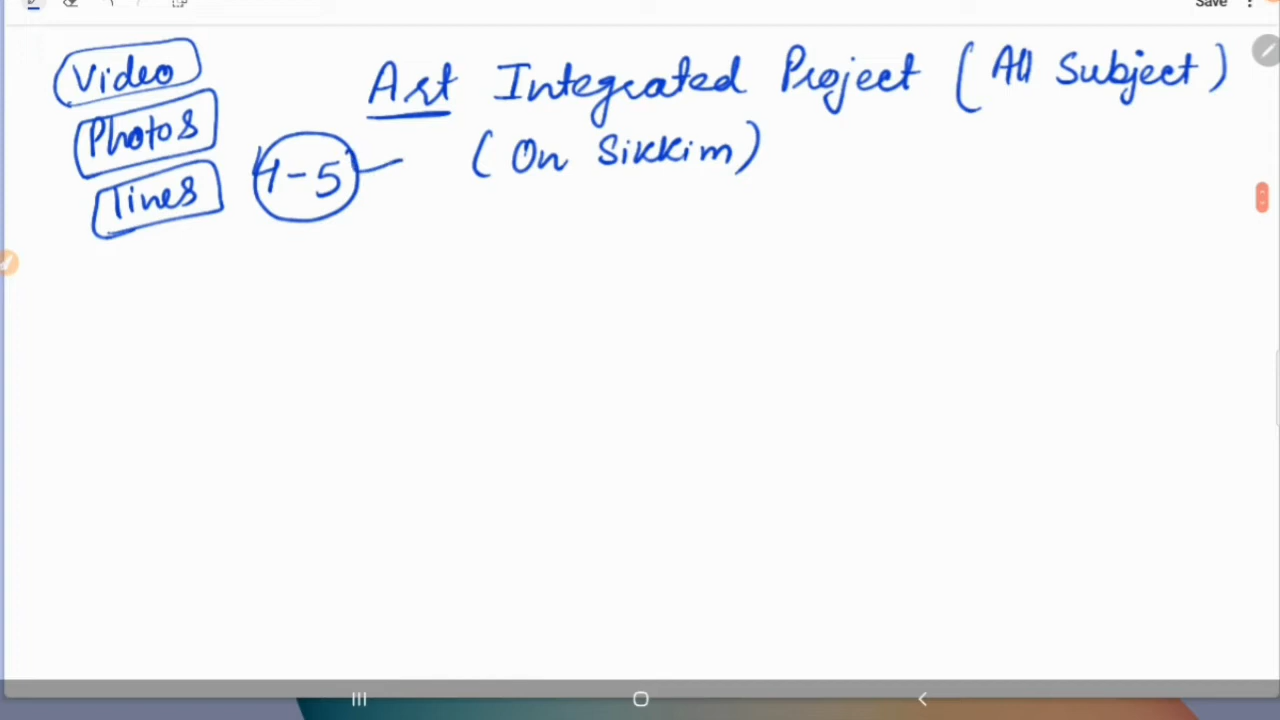 Save
Video
Art Integrated Project (All Subject)
Photos
(On Sikkim)
4-5
lines